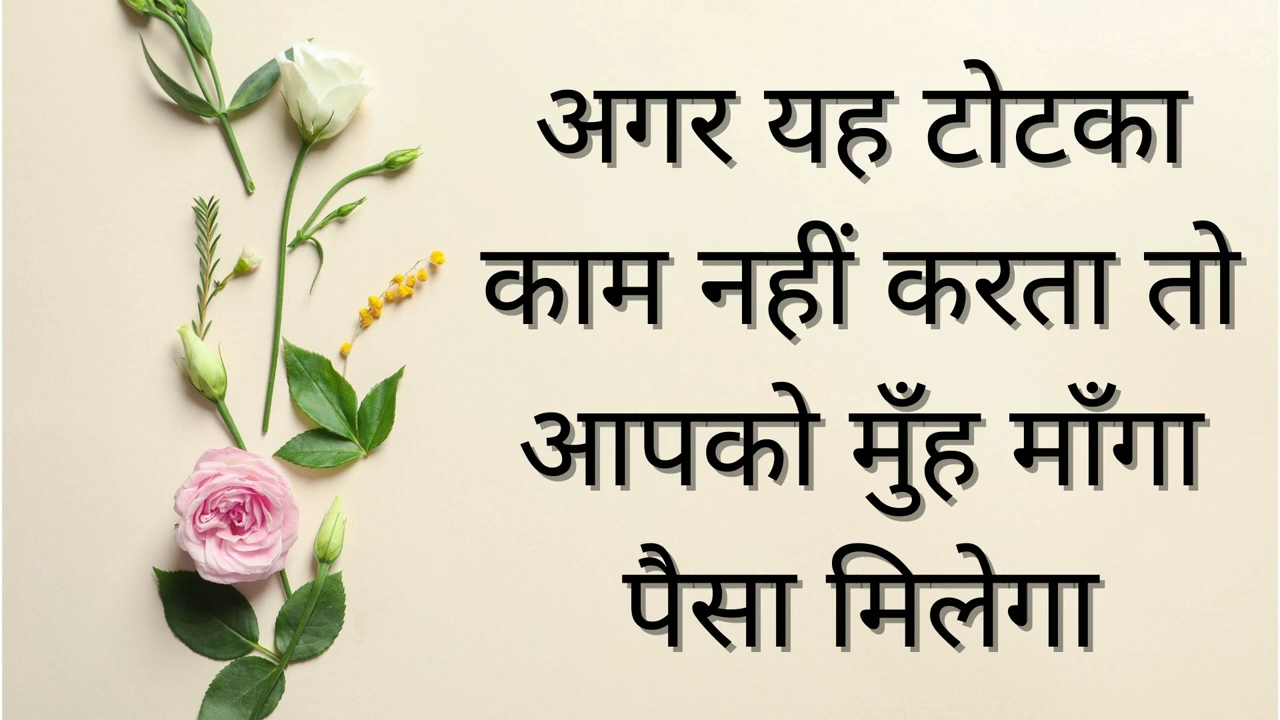 अगर यह टोटका
काम नहीं करता तो
आपको मुँह माँगा
पैसा मिलेगा